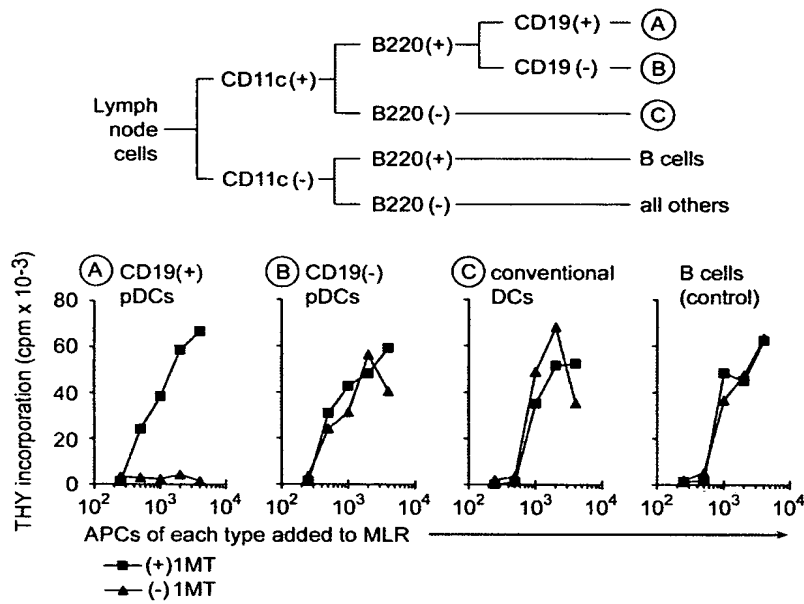 CD19(+) A
B220(+)
CD19(-) B
CD11c(+)
Lymph node cells
B220(-) C
B220(+) B cells
CD11c(-)
B220(-) all others
A CD19(+) pDCs
B CD19(-) pDCs
C conventional DCs
B cells (control)
THY incorporation (cpm x 10-3)
80
60
40
20
0
10² 10³ 10⁴
10² 10³ 10⁴
10² 10³ 10⁴
10² 10³ 10⁴
APCs of each type added to MLR
(+)1MT
(-)1MT